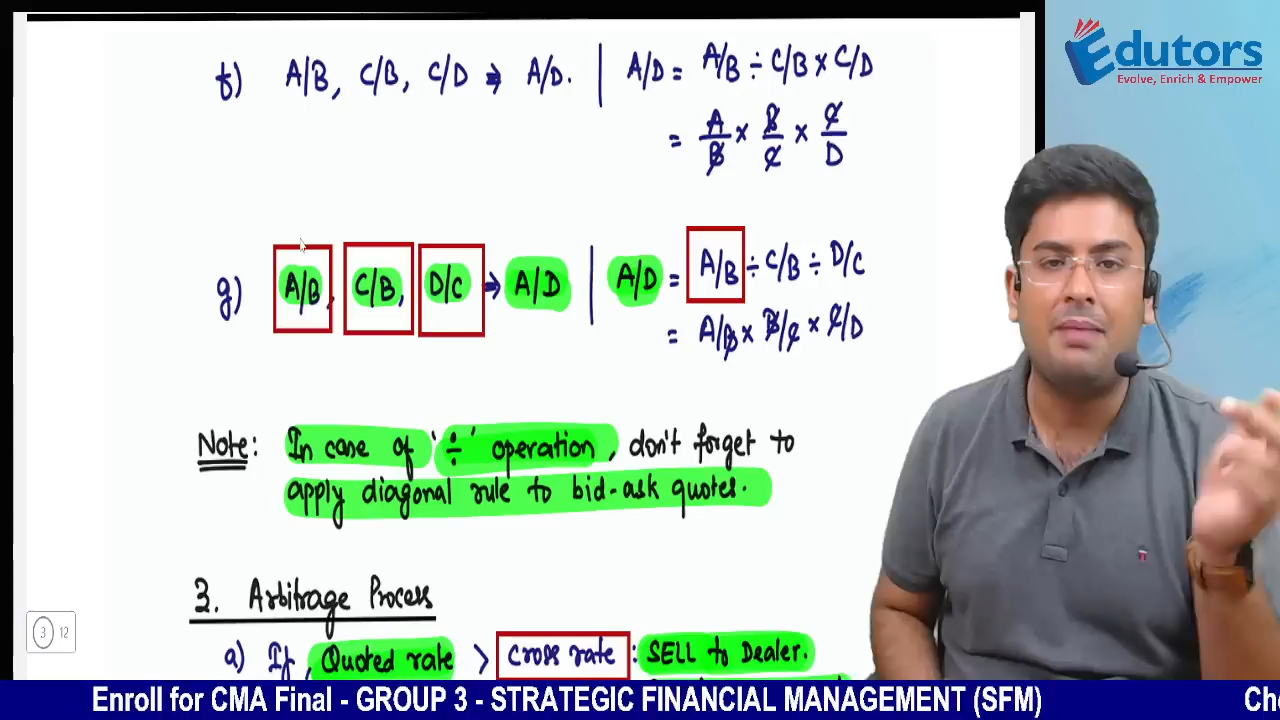 Edutors
Evolve, Enrich & Empower
f) A/B, C/B, C/D → A/D. | A/D = A/B ÷ C/B × C/D
= A/B × B/C × C/D
g) A/B, C/B, D/C → A/D | A/D = A/B ÷ C/B ÷ D/C
= A/B × B/C × C/D
Note: In case of '÷' operation, don't forget to
apply diagonal rule to bid-ask quotes.
3. Arbitrage Process
a) If, Quoted rate > Cross rate : SELL to Dealer.
3 12
Enroll for CMA Final - GROUP 3 - STRATEGIC FINANCIAL MANAGEMENT (SFM)